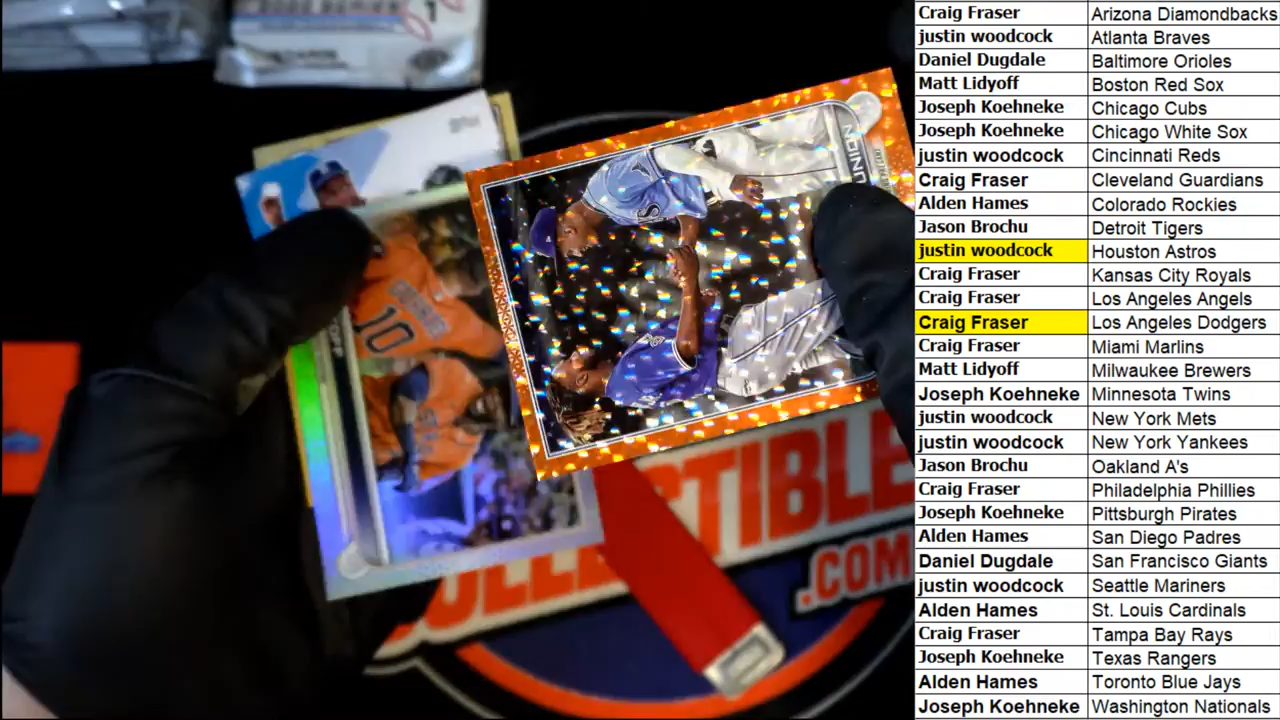 Craig Fraser Arizona Diamondbacks
justin woodcock Atlanta Braves
Daniel Dugdale Baltimore Orioles
Matt Lidyoff Boston Red Sox
Joseph Koehneke Chicago Cubs
Joseph Koehneke Chicago White Sox
justin woodcock Cincinnati Reds
Craig Fraser Cleveland Guardians
Alden Hames Colorado Rockies
Jason Brochu Detroit Tigers
justin woodcock Houston Astros
Craig Fraser Kansas City Royals
Craig Fraser Los Angeles Angels
Craig Fraser Los Angeles Dodgers
Craig Fraser Miami Marlins
Matt Lidyoff Milwaukee Brewers
Joseph Koehneke Minnesota Twins
justin woodcock New York Mets
justin woodcock New York Yankees
Jason Brochu Oakland A's
Craig Fraser Philadelphia Phillies
Joseph Koehneke Pittsburgh Pirates
Alden Hames San Diego Padres
Daniel Dugdale San Francisco Giants
justin woodcock Seattle Mariners
Alden Hames St. Louis Cardinals
Craig Fraser Tampa Bay Rays
Joseph Koehneke Texas Rangers
Alden Hames Toronto Blue Jays
Joseph Koehneke Washington Nationals
1
10
UNION
.COM